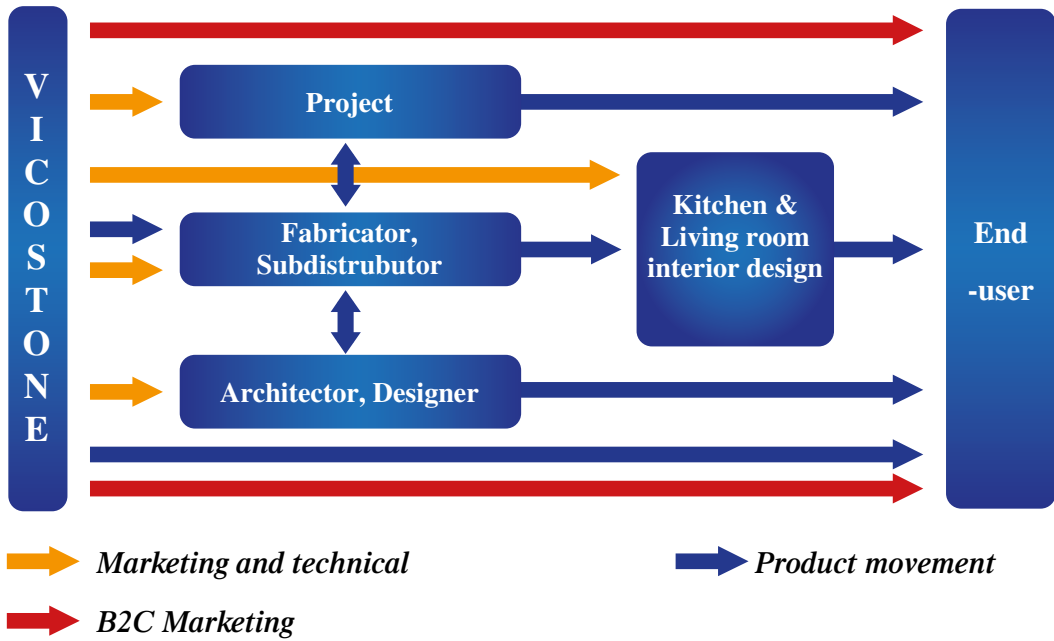 VICOSTONE
Project
Kitchen &
Living room
interior design
Fabricator,
Subdistrubutor
End
-user
Architector, Designer
Marketing and technical
Product movement
B2C Marketing